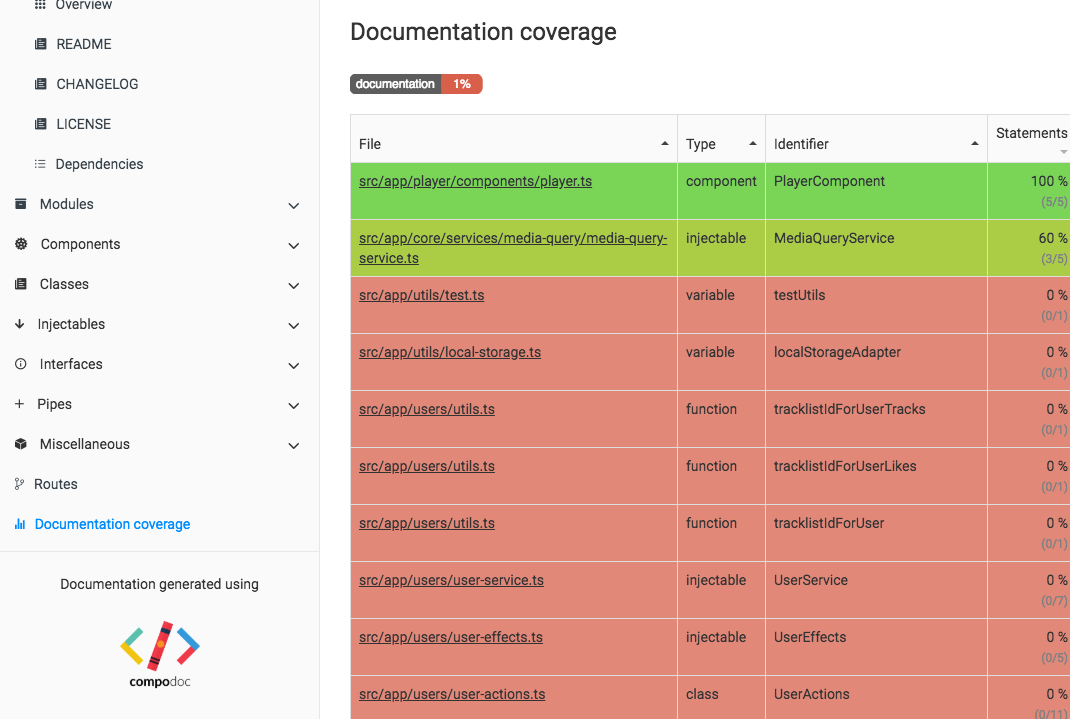 Overview
README
CHANGELOG
LICENSE
Dependencies
Modules
Components
Classes
Injectables
Interfaces
Pipes
Miscellaneous
Routes
Documentation coverage
Documentation generated using
compodoc
Documentation coverage
documentation 1%
File Type Identifier Statements
src/app/player/components/player.ts component PlayerComponent 100 %
(5/5)
src/app/core/services/media-query/media-query- injectable MediaQueryService 60 %
service.ts (3/5)
src/app/utils/test.ts variable testUtils 0 %
(0/1)
src/app/utils/local-storage.ts variable localStorageAdapter 0 %
(0/1)
src/app/users/utils.ts function tracklistIdForUserTracks 0 %
(0/1)
src/app/users/utils.ts function tracklistIdForUserLikes 0 %
(0/1)
src/app/users/utils.ts function tracklistIdForUser 0 %
(0/1)
src/app/users/user-service.ts injectable UserService 0 %
(0/7)
src/app/users/user-effects.ts injectable UserEffects 0 %
(0/5)
src/app/users/user-actions.ts class UserActions 0 %
(0/11)